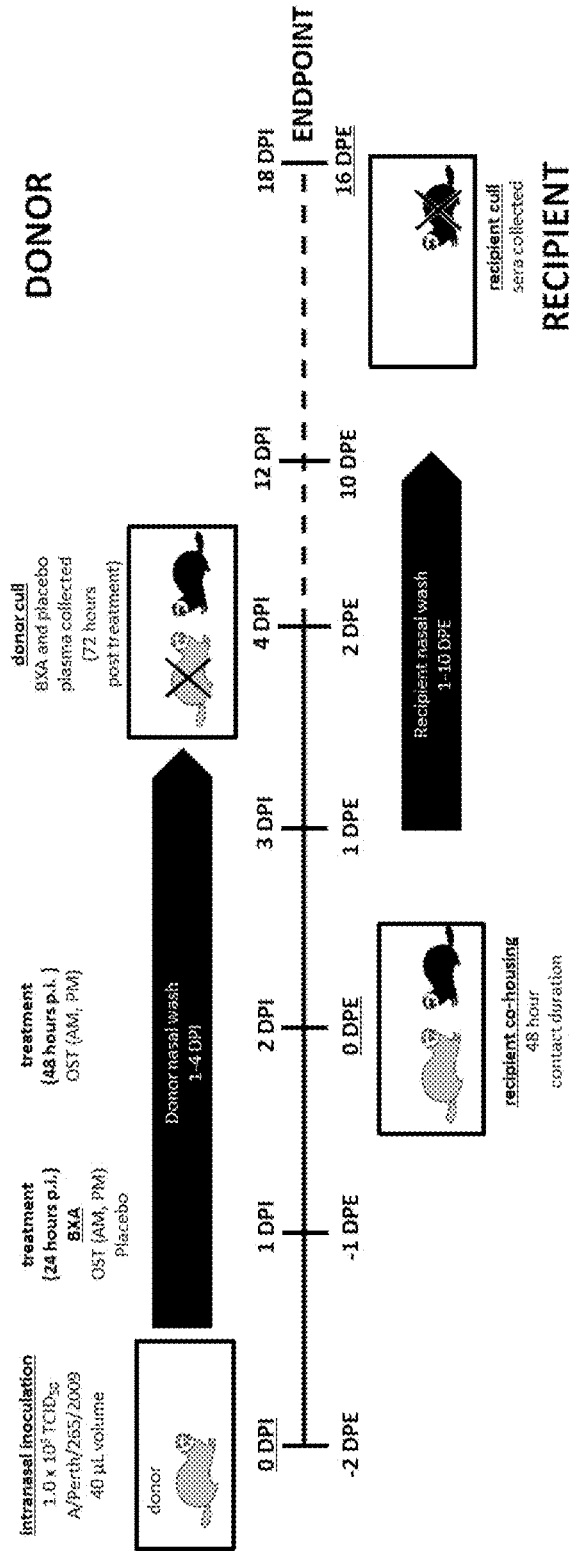 DONOR
intranasal inoculation
1.0 x 10³ TCID₅₀
A/Perth/265/2009
40 µL volume
donor
treatment
(24 hours p.i.)
BXA
OST (AM, PM)
Placebo
treatment
(48 hours p.i.)
OST (AM, PM)
donor cull
BXA and placebo
plasma collected
(72 hours
post treatment)
Donor nasal wash
1-4 DPI
0 DPI
1 DPI
2 DPI
3 DPI
4 DPI
12 DPI
18 DPI
ENDPOINT
-2 DPE
-1 DPE
0 DPE
1 DPE
2 DPE
10 DPE
16 DPE
recipient co-housing
48 hour
contact duration
Recipient nasal wash
1-10 DPE
recipient cull
sera collected
RECIPIENT